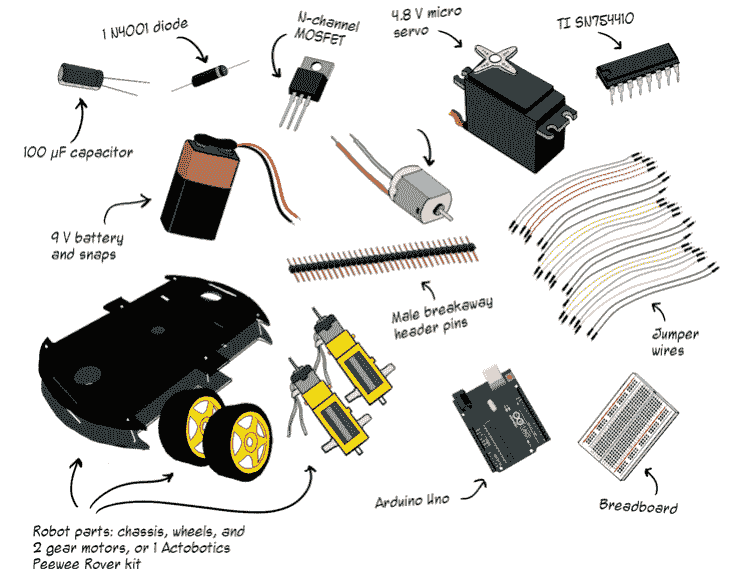 1 N4001 diode
N-channel
MOSFET
4.8 V micro
servo
TI SN754410
100 µF capacitor
9 V battery
and snaps
Male breakaway
header pins
Jumper
wires
Arduino Uno
Breadboard
Robot parts: chassis, wheels, and
2 gear motors, or 1 Actobotics
Peewee Rover kit